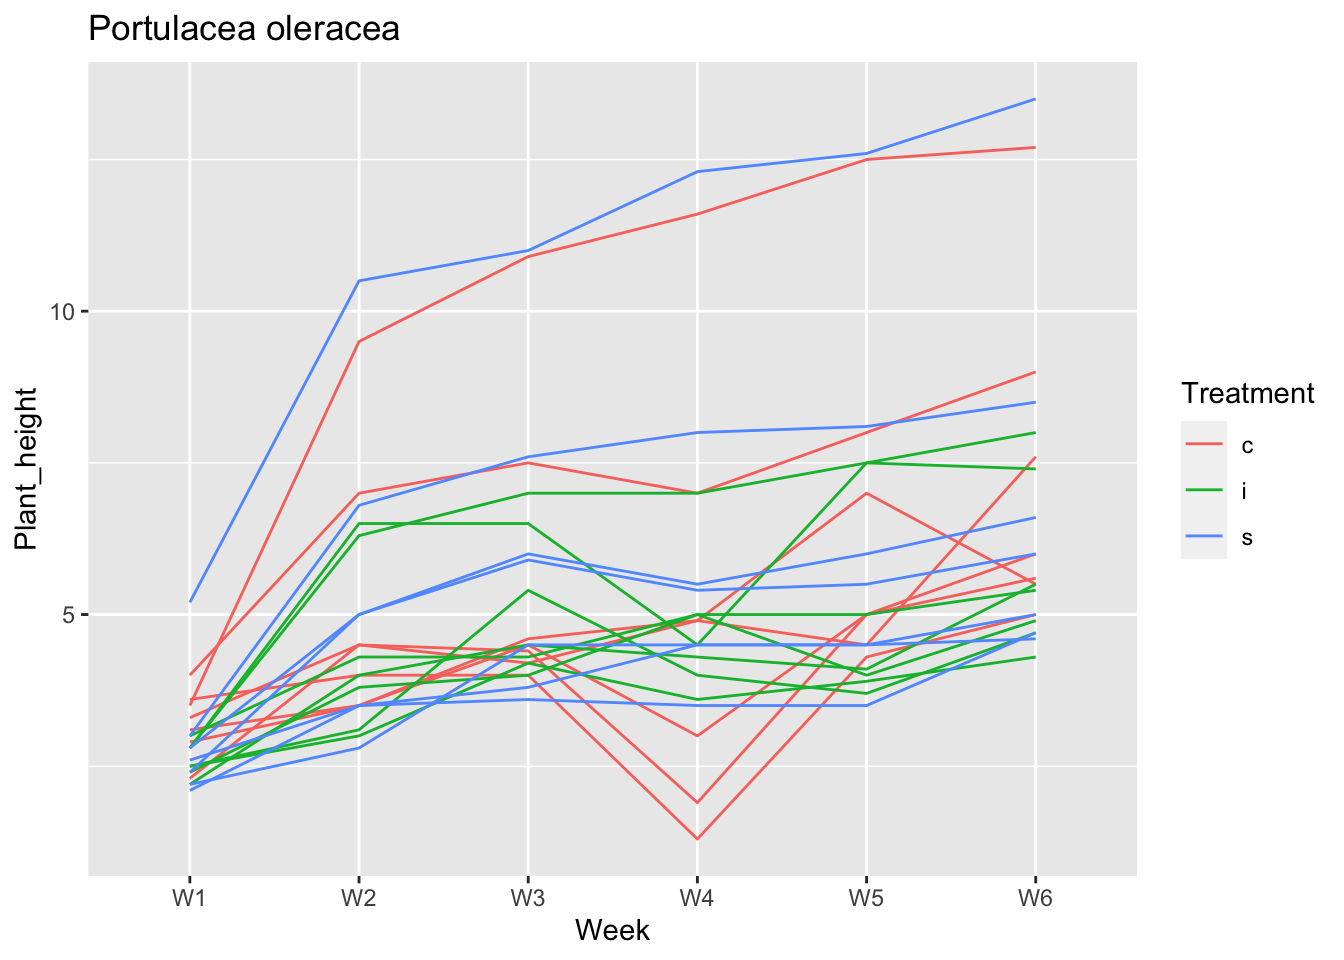 Portulacea oleracea
Plant_height
10
5
W1 W2 W3 W4 W5 W6
Week
Treatment
c
i
s